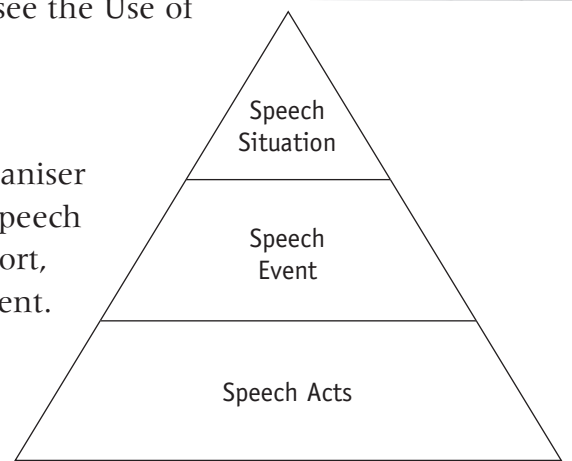 see the Use of
Speech
Situation
aniser
peech
ort,
ent.
Speech
Event
Speech Acts